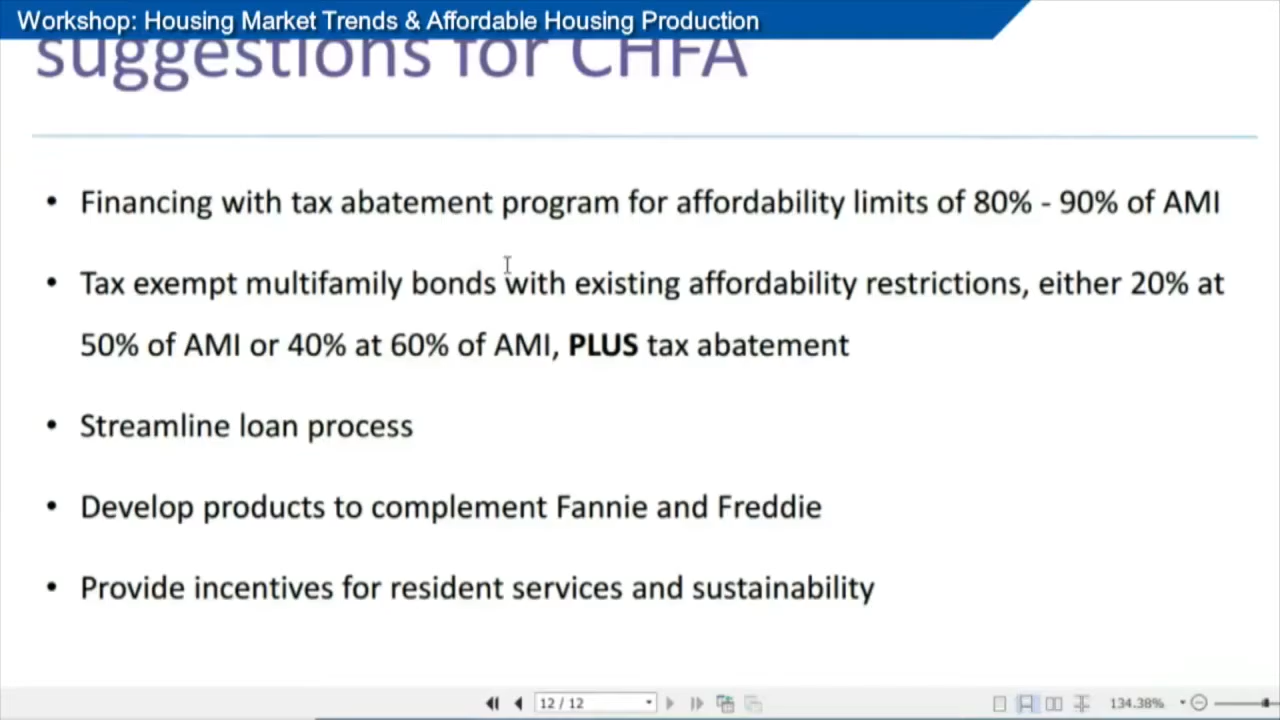 Workshop: Housing Market Trends & Affordable Housing Production
suggestions for CHFA
• Financing with tax abatement program for affordability limits of 80% - 90% of AMI
• Tax exempt multifamily bonds with existing affordability restrictions, either 20% at
50% of AMI or 40% at 60% of AMI, PLUS tax abatement
• Streamline loan process
• Develop products to complement Fannie and Freddie
• Provide incentives for resident services and sustainability
12 / 12
134.38%